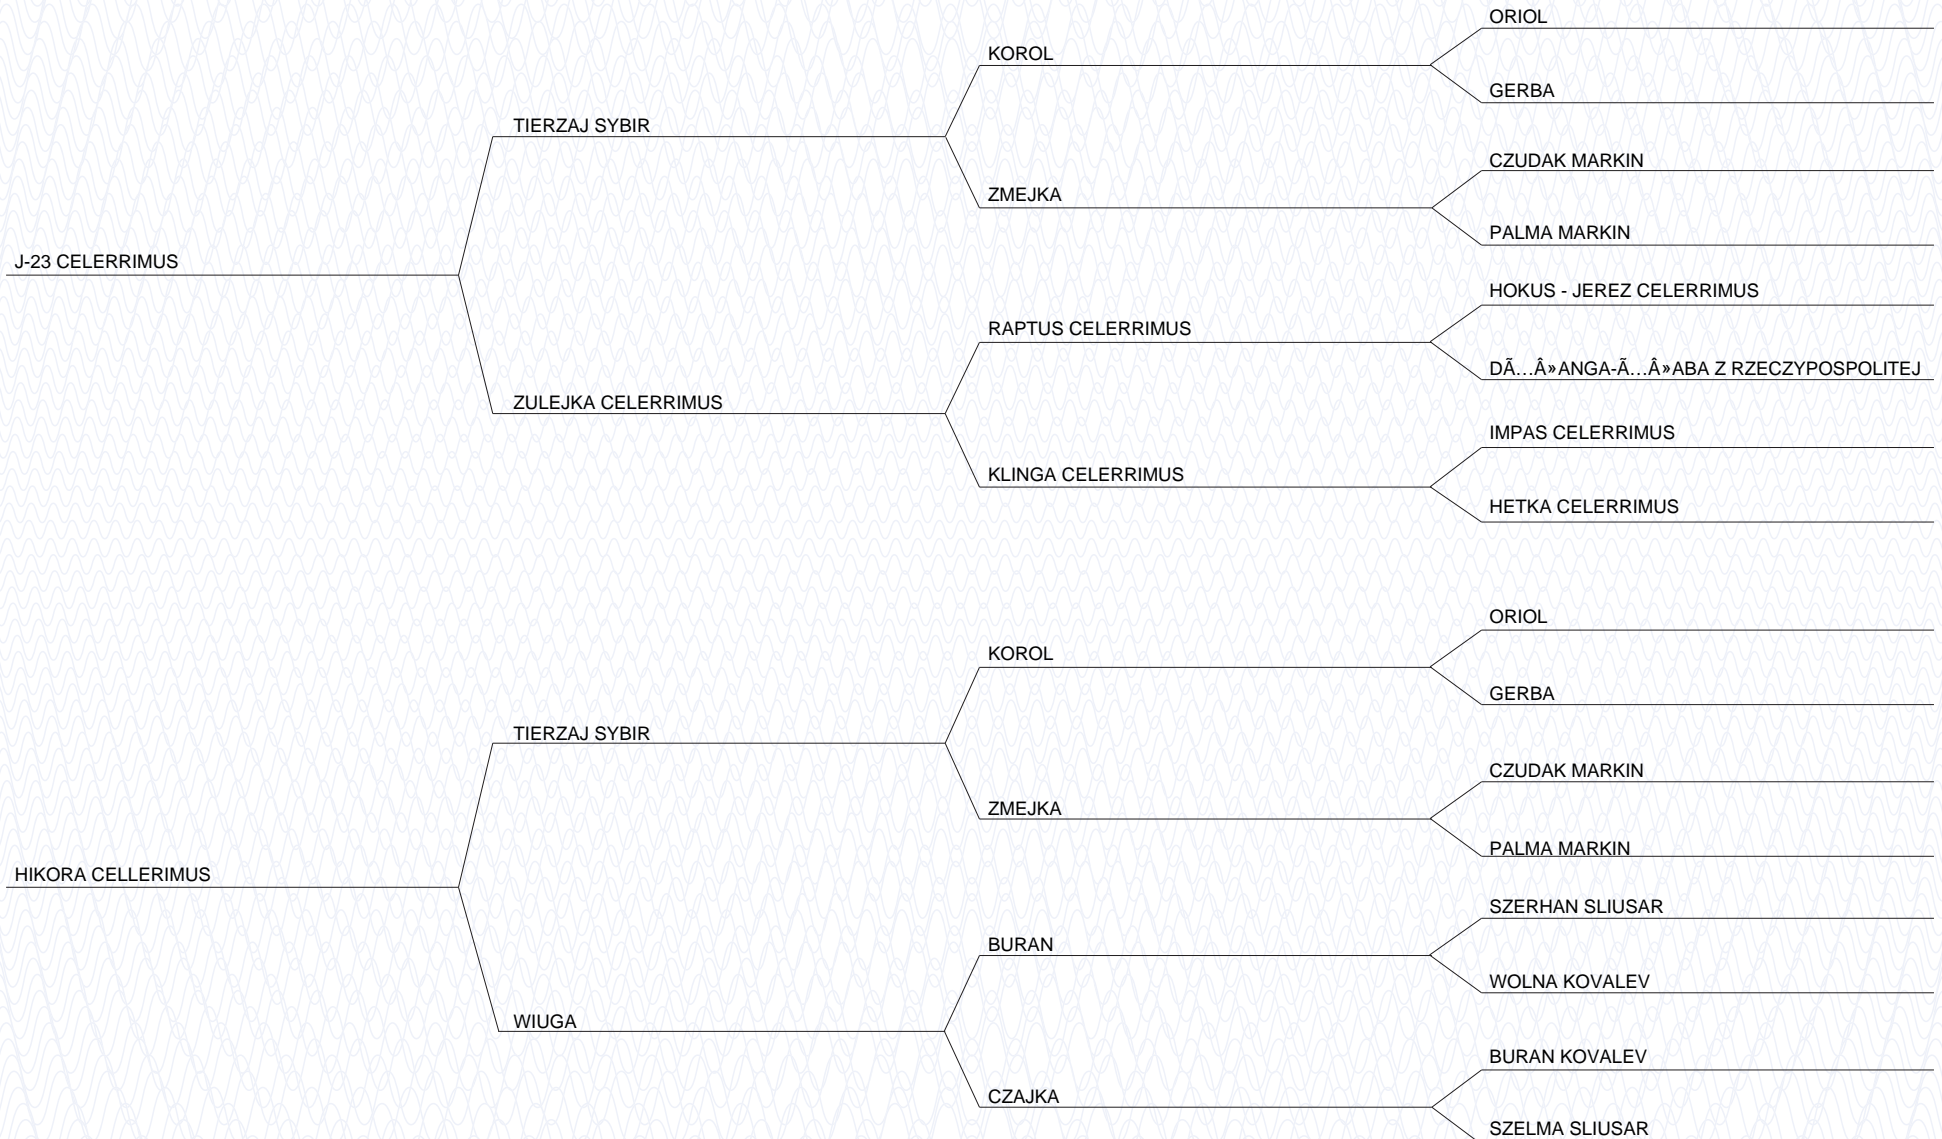 ORIOL
KOROL
GERBA
TIERZAJ SYBIR
CZUDAK MARKIN
ZMEJKA
PALMA MARKIN
J-23 CELERRIMUS
HOKUS - JEREZ CELERRIMUS
RAPTUS CELERRIMUS
DÃ…Â»ANGA-Ã…Â»ABA Z RZECZYPOSPOLITEJ
ZULEJKA CELERRIMUS
IMPAS CELERRIMUS
KLINGA CELERRIMUS
HETKA CELERRIMUS
ORIOL
KOROL
GERBA
TIERZAJ SYBIR
CZUDAK MARKIN
ZMEJKA
PALMA MARKIN
HIKORA CELLERIMUS
SZERHAN SLIUSAR
BURAN
WOLNA KOVALEV
WIUGA
BURAN KOVALEV
CZAJKA
SZELMA SLIUSAR